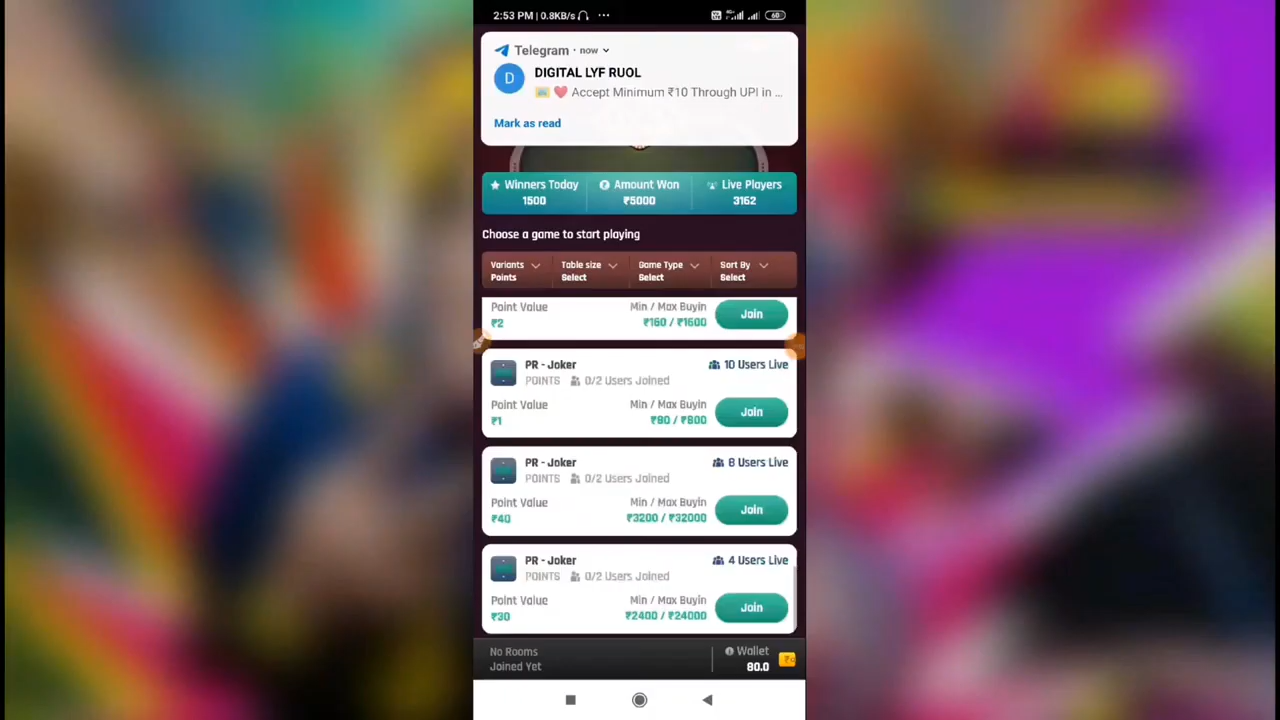 2:53 PM | 0.8KB/s ...
4G
60
Telegram · now
D
DIGITAL LYF RUOL
Accept Minimum ₹10 Through UPI in ...
Mark as read
Winners Today
1500
Amount Won
₹5000
Live Players
3162
Choose a game to start playing
Variants
Points
Table size
Select
Game Type
Select
Sort By
Select
Point Value
₹2
Min / Max Buyin
₹160 / ₹1600
Join
PR - Joker
POINTS 0/2 Users Joined
10 Users Live
Point Value
₹1
Min / Max Buyin
₹80 / ₹800
Join
PR - Joker
POINTS 0/2 Users Joined
8 Users Live
Point Value
₹40
Min / Max Buyin
₹3200 / ₹32000
Join
PR - Joker
POINTS 0/2 Users Joined
4 Users Live
Point Value
₹30
Min / Max Buyin
₹2400 / ₹24000
Join
No Rooms
Joined Yet
Wallet
80.0